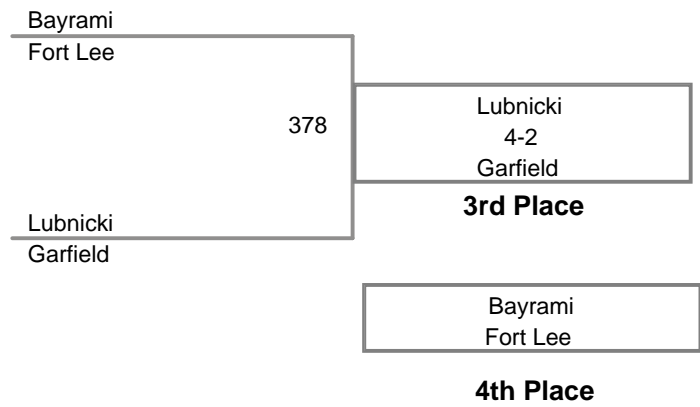 Bayrami
Fort Lee
378
Lubnicki
4-2
Garfield
3rd Place
Lubnicki
Garfield
Bayrami
Fort Lee
4th Place